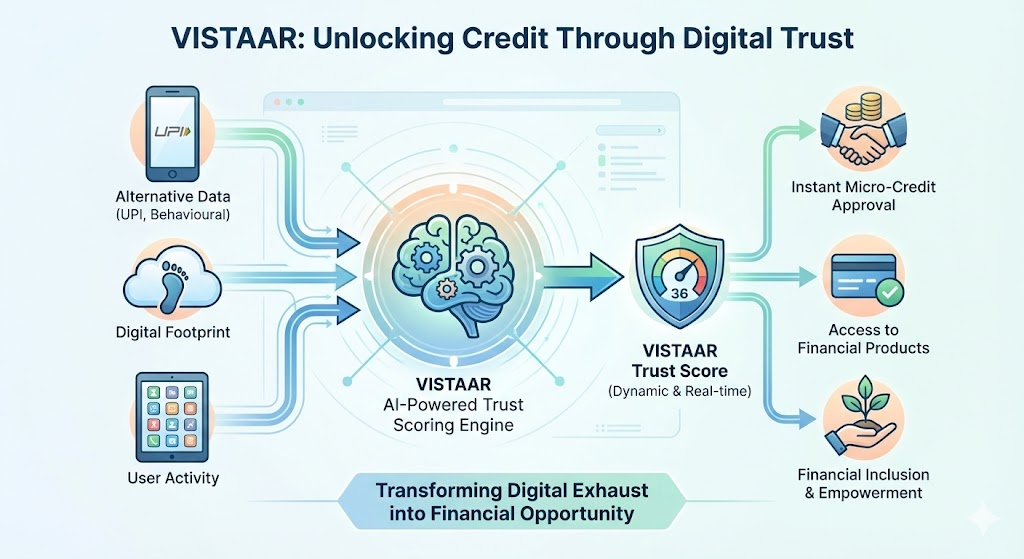 VISTAAR: Unlocking Credit Through Digital Trust
UPI
Alternative Data
(UPI, Behavioural)
Digital Footprint
User Activity
VISTAAR
AI-Powered Trust
Scoring Engine
36
VISTAAR
Trust Score
(Dynamic & Real-time)
Instant Micro-Credit
Approval
Access to
Financial Products
Financial Inclusion
& Empowerment
Transforming Digital Exhaust
into Financial Opportunity